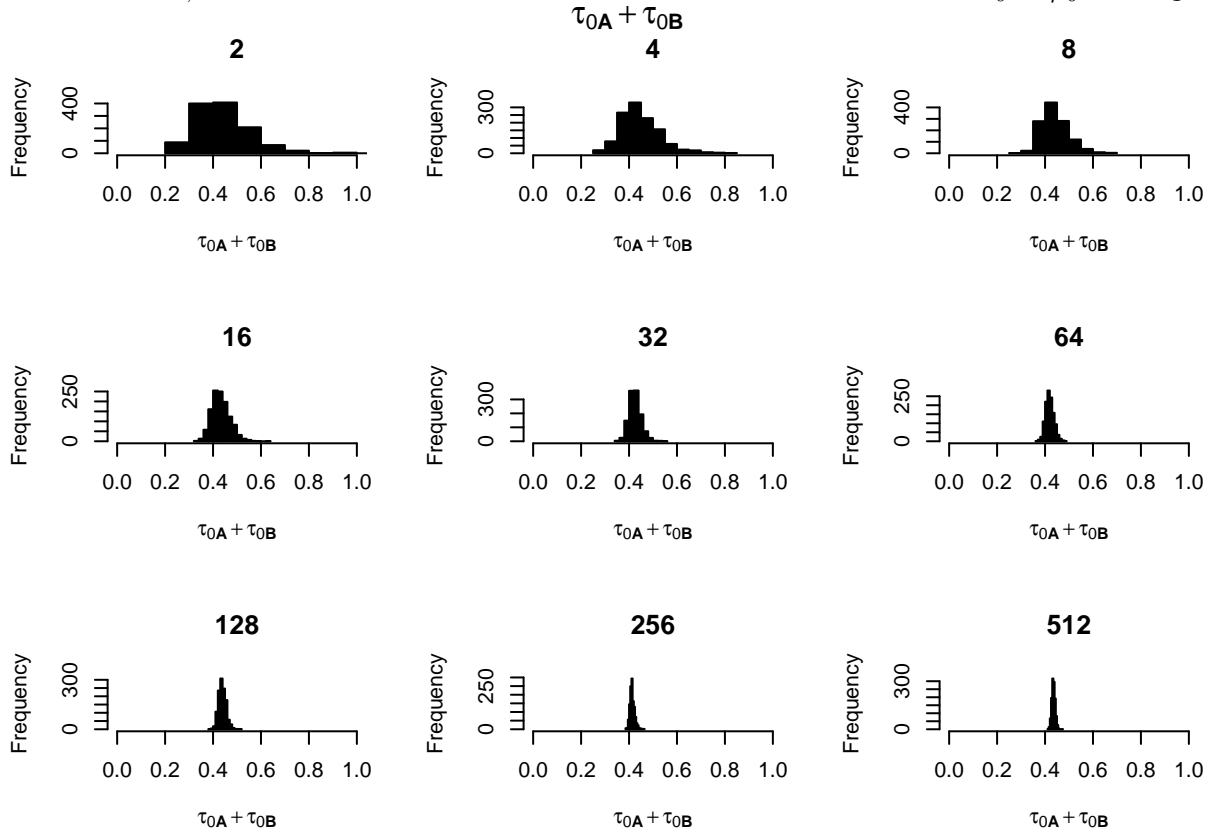 τ0A + τ0B
2 4 8
Frequency 0 400 Frequency 0 300 Frequency 0 400
0.0 0.2 0.4 0.6 0.8 1.0 0.0 0.2 0.4 0.6 0.8 1.0 0.0 0.2 0.4 0.6 0.8 1.0
τ0A + τ0B τ0A + τ0B τ0A + τ0B
16 32 64
Frequency 0 250 Frequency 0 300 Frequency 0 250
0.0 0.2 0.4 0.6 0.8 1.0 0.0 0.2 0.4 0.6 0.8 1.0 0.0 0.2 0.4 0.6 0.8 1.0
τ0A + τ0B τ0A + τ0B τ0A + τ0B
128 256 512
Frequency 0 300 Frequency 0 250 Frequency 0 300
0.0 0.2 0.4 0.6 0.8 1.0 0.0 0.2 0.4 0.6 0.8 1.0 0.0 0.2 0.4 0.6 0.8 1.0
τ0A + τ0B τ0A + τ0B τ0A + τ0B